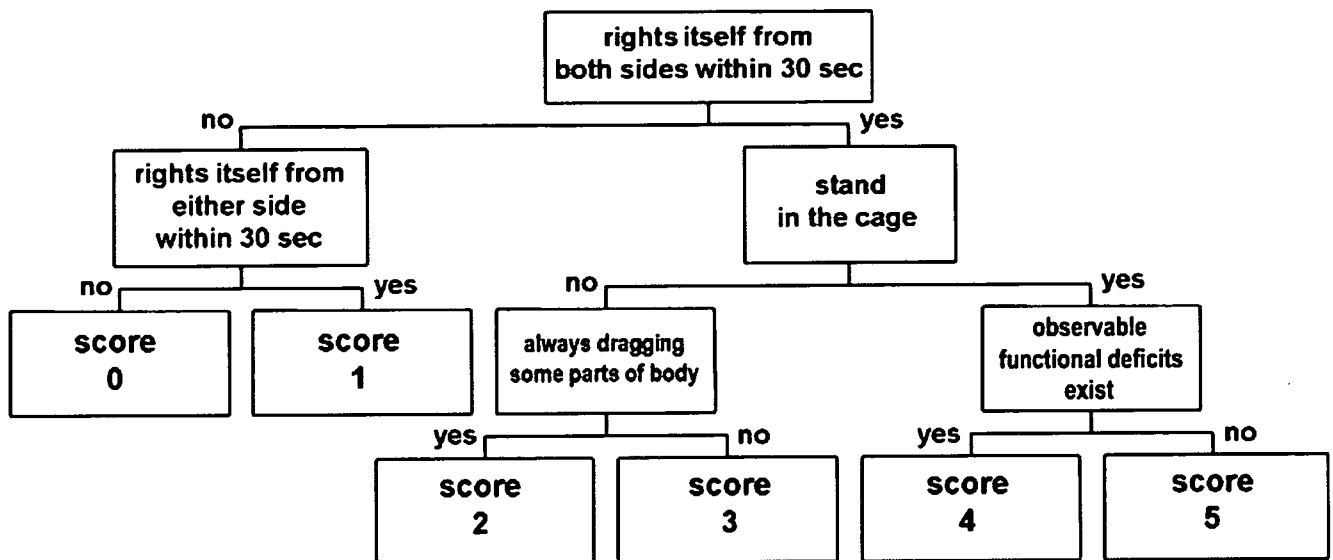 rights itself from
both sides within 30 sec
no
yes
rights itself from
either side
within 30 sec
stand
in the cage
no
yes
no
yes
score
0
score
1
always dragging
some parts of body
observable
functional deficits
exist
yes
no
yes
no
score
2
score
3
score
4
score
5